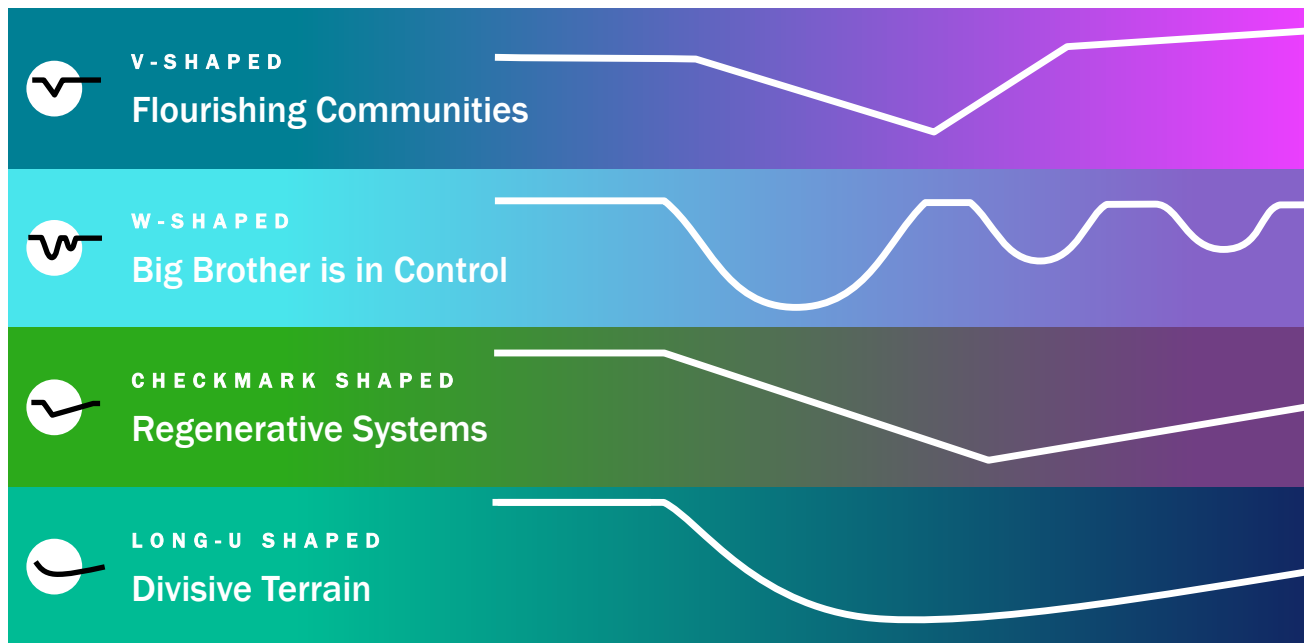 V-SHAPED
Flourishing Communities
W-SHAPED
Big Brother is in Control
CHECKMARK SHAPED
Regenerative Systems
LONG-U SHAPED
Divisive Terrain